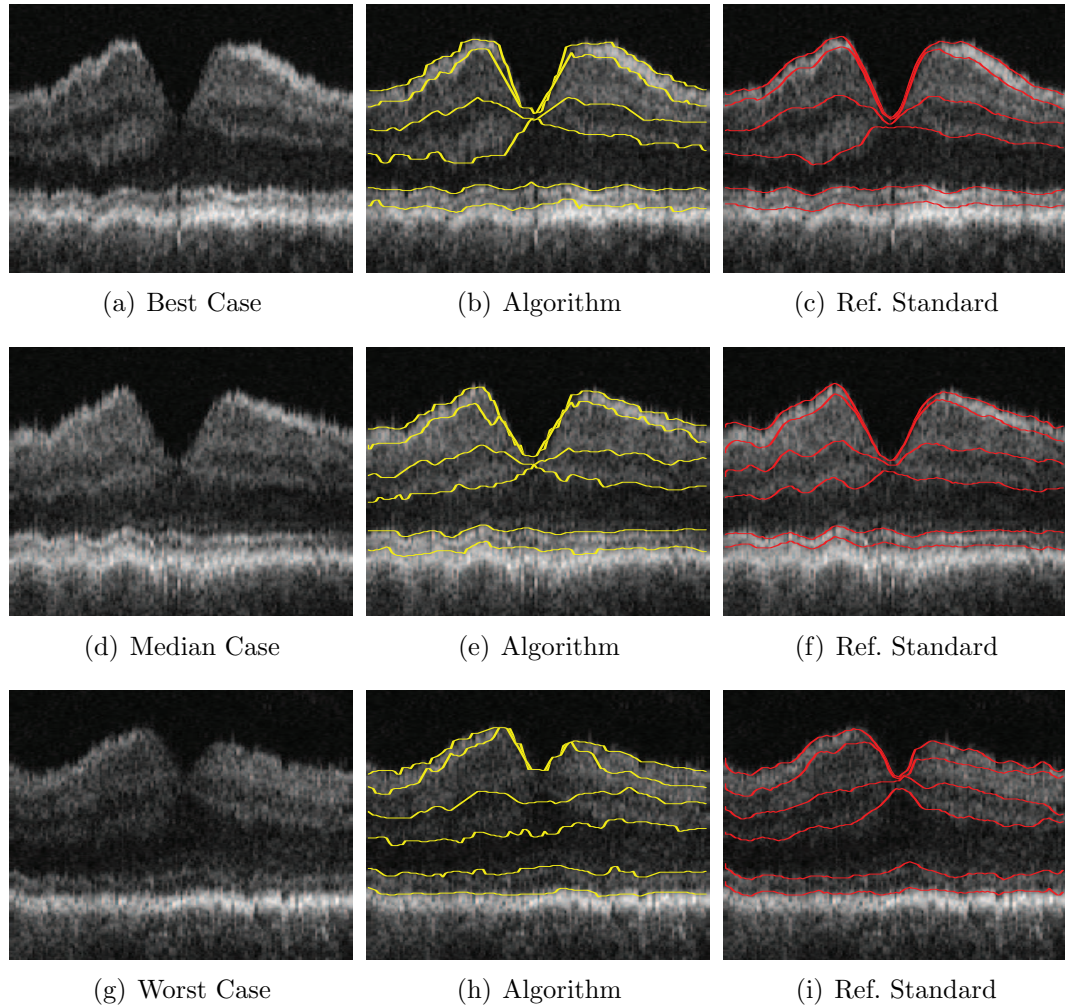 (a) Best Case
(b) Algorithm
(c) Ref. Standard
(d) Median Case
(e) Algorithm
(f) Ref. Standard
(g) Worst Case
(h) Algorithm
(i) Ref. Standard